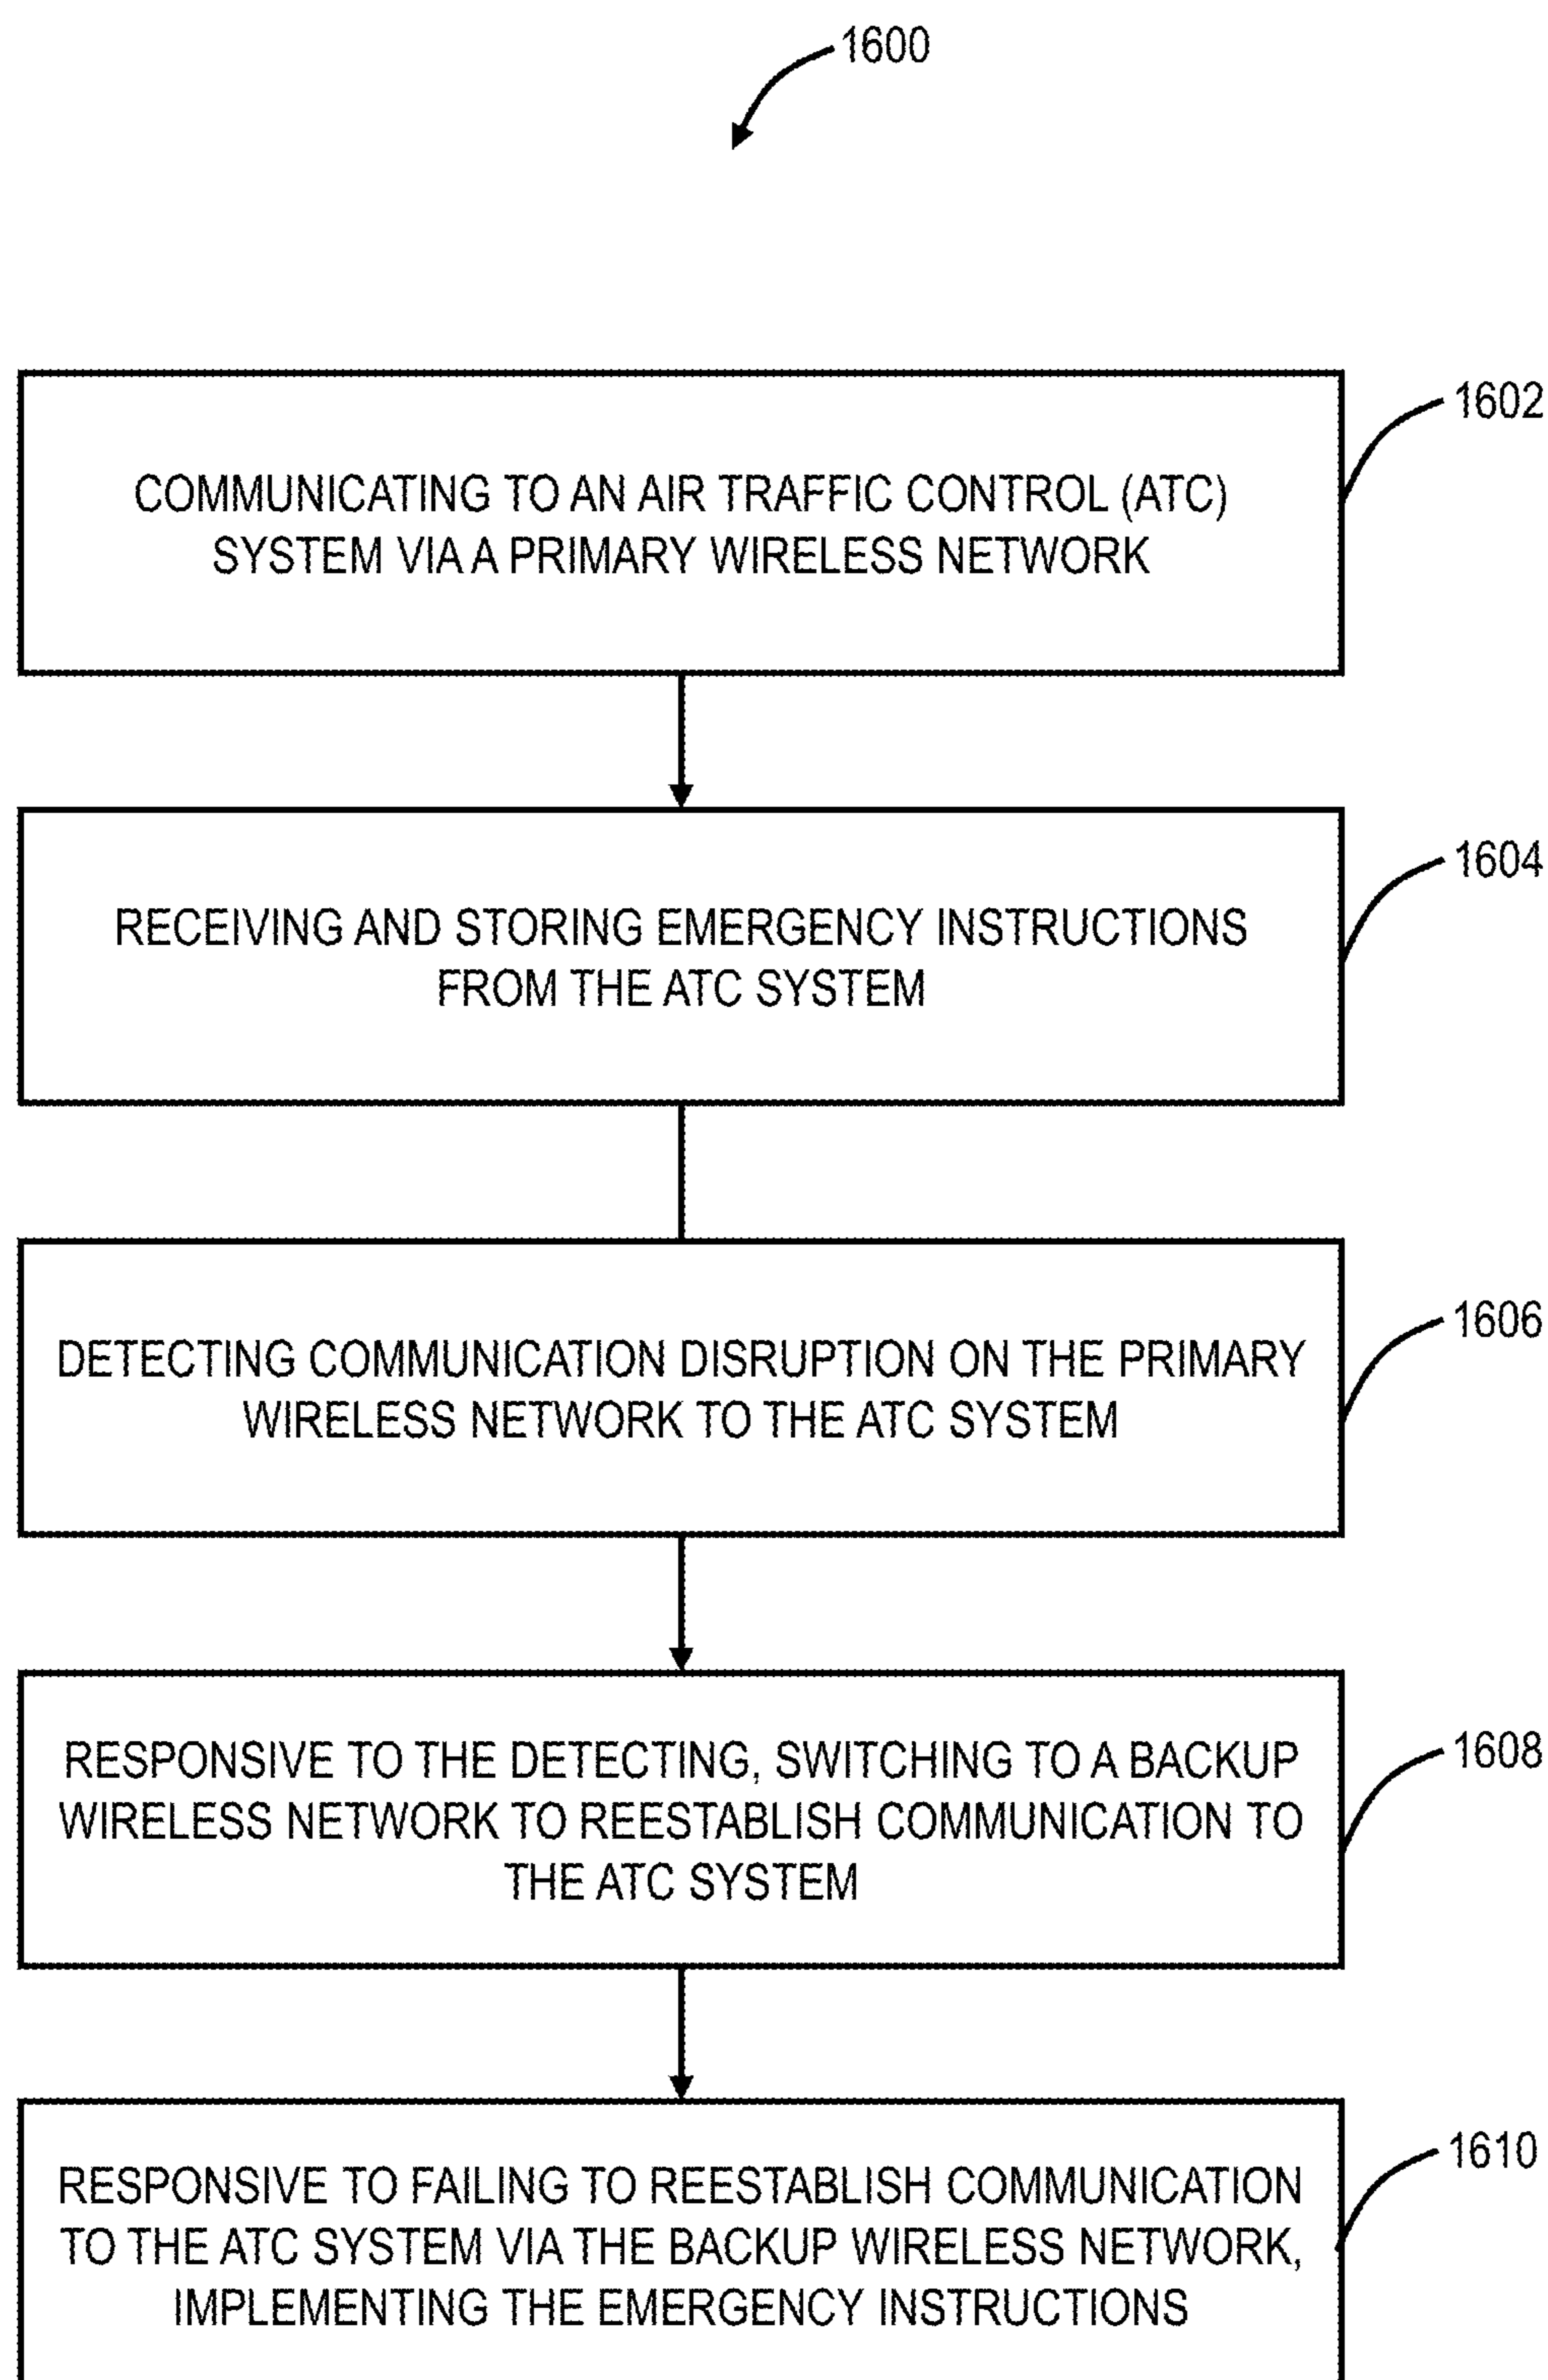 1600
1602
COMMUNICATING TO AN AIR TRAFFIC CONTROL (ATC)
SYSTEM VIA A PRIMARY WIRELESS NETWORK
1604
RECEIVING AND STORING EMERGENCY INSTRUCTIONS
FROM THE ATC SYSTEM
1606
DETECTING COMMUNICATION DISRUPTION ON THE PRIMARY
WIRELESS NETWORK TO THE ATC SYSTEM
1608
RESPONSIVE TO THE DETECTING, SWITCHING TO A BACKUP
WIRELESS NETWORK TO REESTABLISH COMMUNICATION TO
THE ATC SYSTEM
1610
RESPONSIVE TO FAILING TO REESTABLISH COMMUNICATION
TO THE ATC SYSTEM VIA THE BACKUP WIRELESS NETWORK,
IMPLEMENTING THE EMERGENCY INSTRUCTIONS